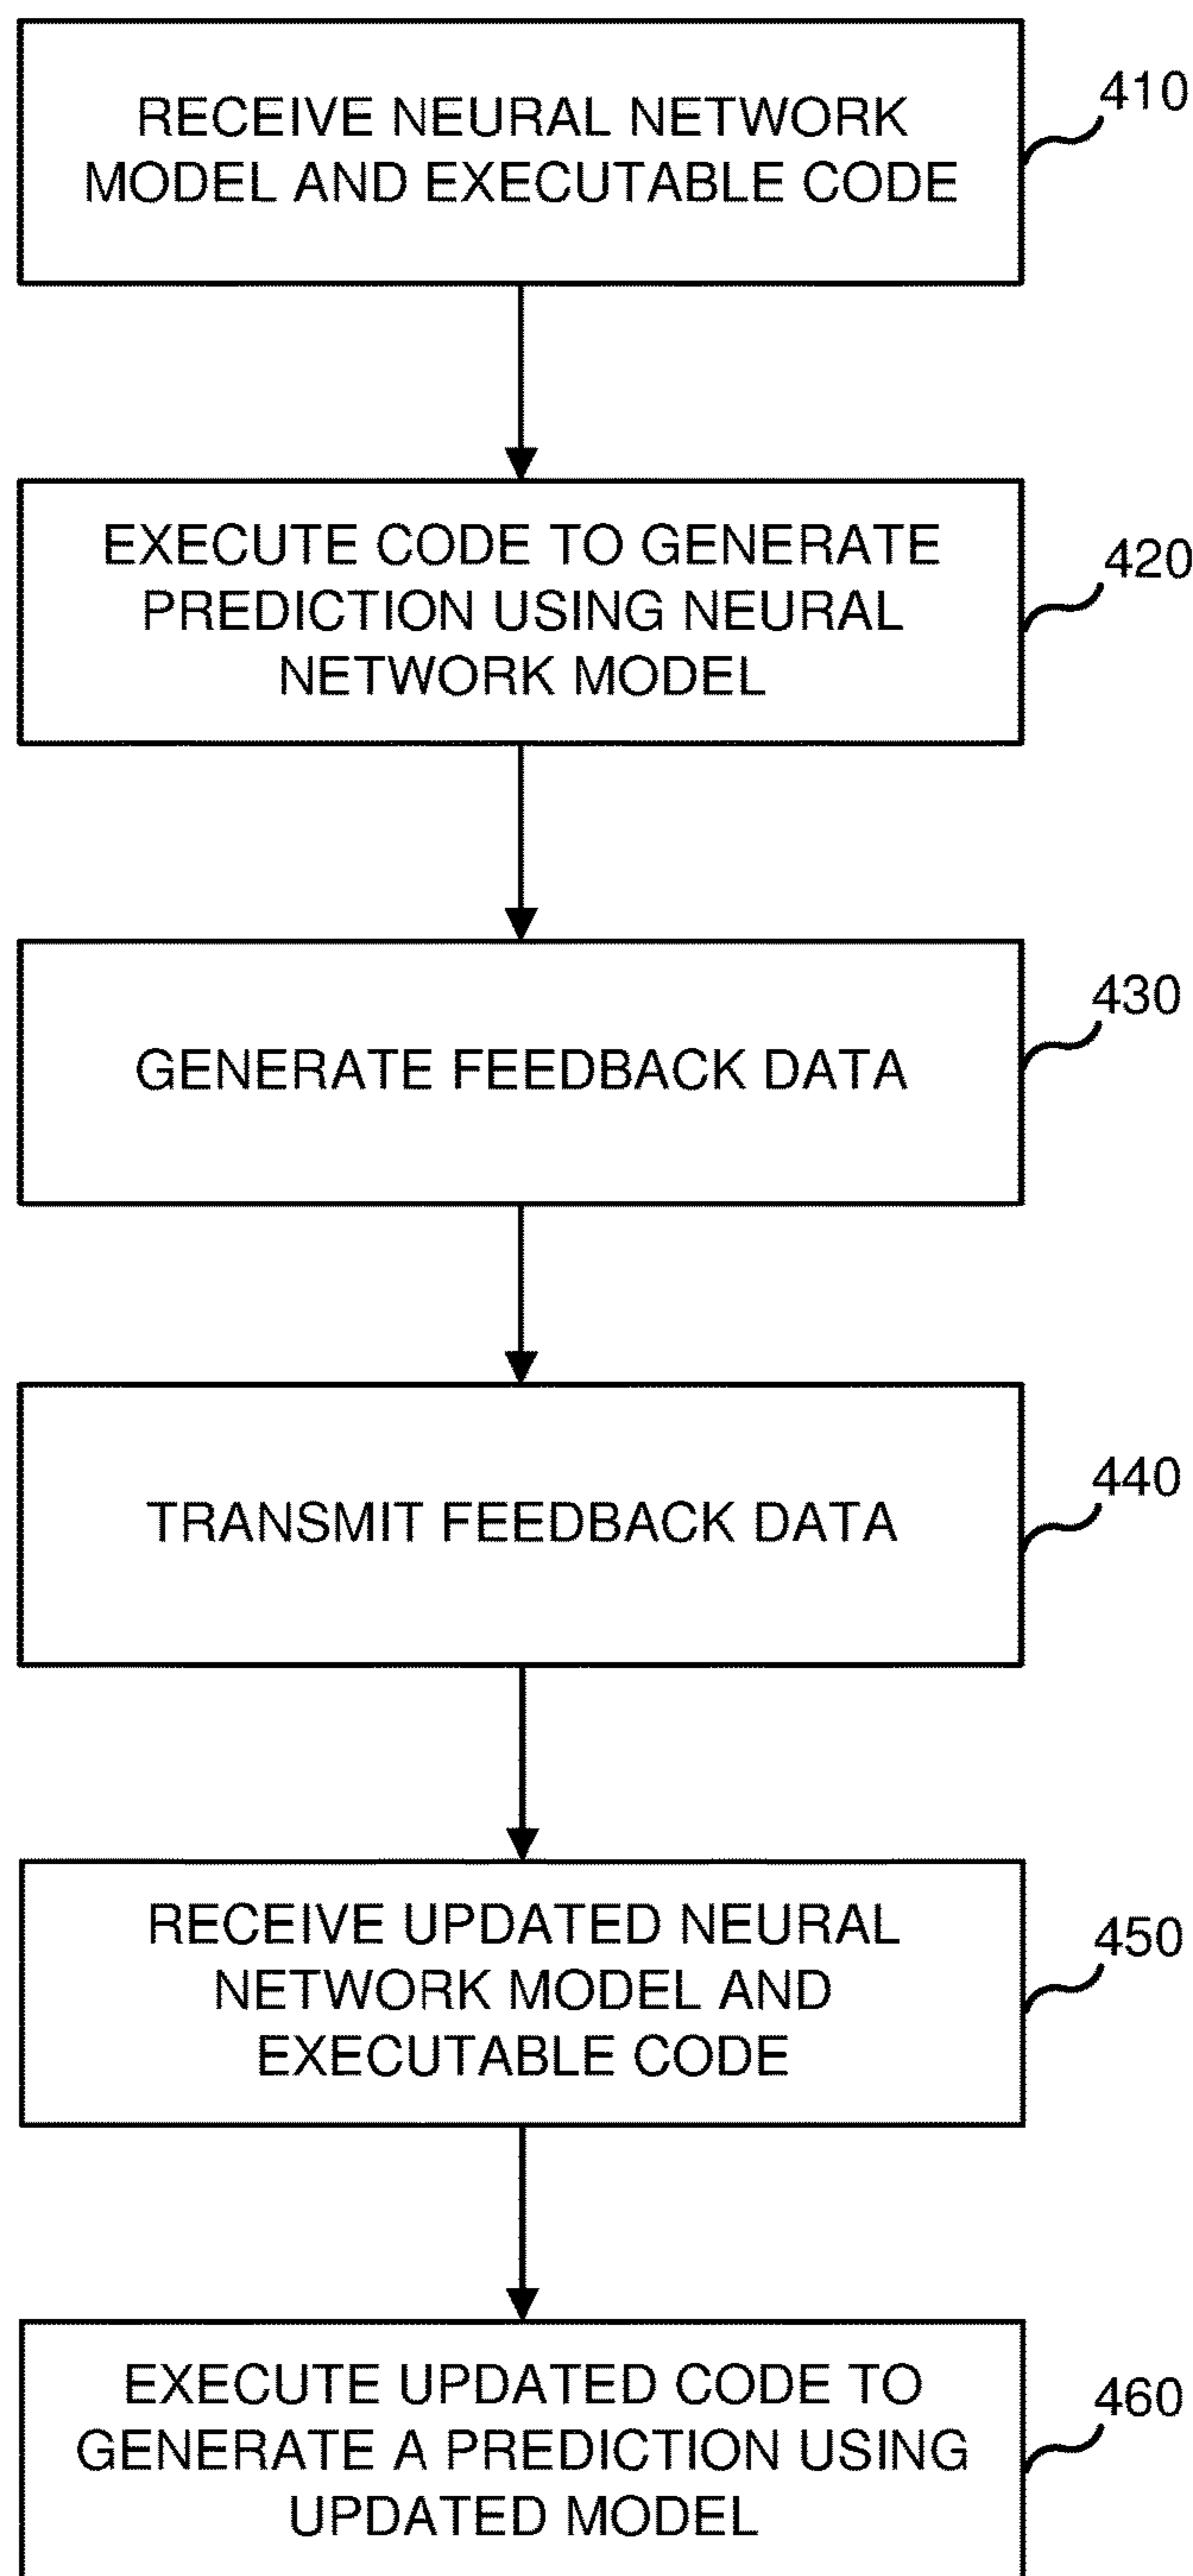 RECEIVE NEURAL NETWORK
MODEL AND EXECUTABLE CODE
410
EXECUTE CODE TO GENERATE
PREDICTION USING NEURAL
NETWORK MODEL
420
GENERATE FEEDBACK DATA
430
TRANSMIT FEEDBACK DATA
440
RECEIVE UPDATED NEURAL
NETWORK MODEL AND
EXECUTABLE CODE
450
EXECUTE UPDATED CODE TO
GENERATE A PREDICTION USING
UPDATED MODEL
460